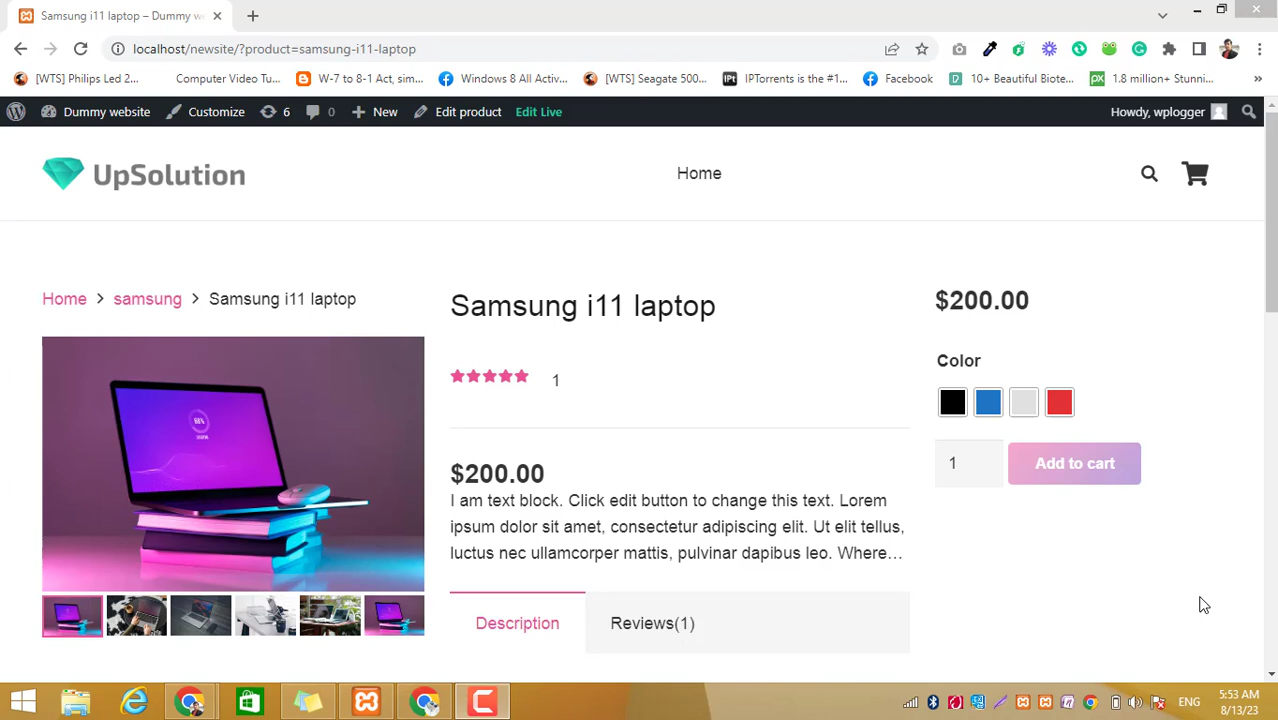 Samsung i11 laptop – Dummy we
localhost/newsite/?product=samsung-i11-laptop
[WTS] Philips Led 2...
Computer Video Tu...
W-7 to 8-1 Act, sim...
Windows 8 All Activ...
[WTS] Seagate 500...
IPt
IPTorrents is the #1...
Facebook
10+ Beautiful Biote...
px
1.8 million+ Stunni...
»
Dummy website
Customize
6
0
New
Edit product
Edit Live
Howdy, wplogger
UpSolution
Home
Home > samsung > Samsung i11 laptop
Samsung i11 laptop
1
$200.00
I am text block. Click edit button to change this text. Lorem
ipsum dolor sit amet, consectetur adipiscing elit. Ut elit tellus,
luctus nec ullamcorper mattis, pulvinar dapibus leo. Where...
Description
Reviews(1)
$200.00
Color
1
Add to cart
ENG
5:53 AM
8/13/23